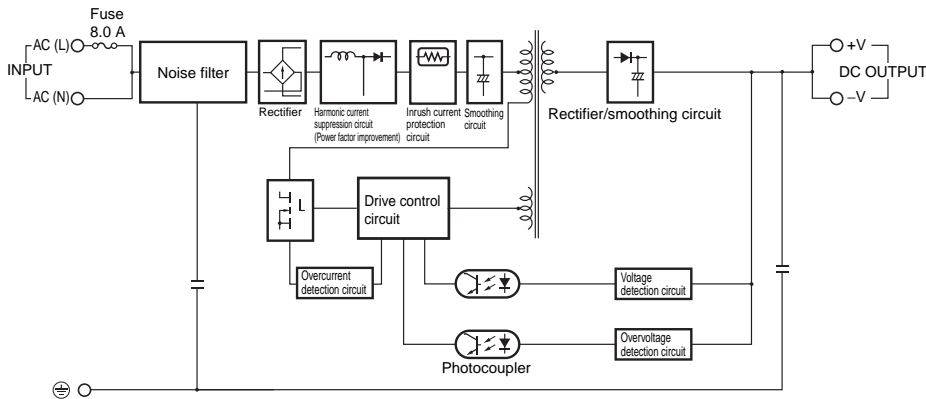 Fuse
8.0 A
AC (L)
INPUT
AC (N)
Noise filter
Rectifier
Harmonic current
suppression circuit
(Power factor improvement)
Inrush current
protection
circuit
Smoothing
circuit
Rectifier/smoothing circuit
+V
DC OUTPUT
–V
Drive control
circuit
Overcurrent
detection circuit
Voltage
detection circuit
Overvoltage
detection circuit
Photocoupler